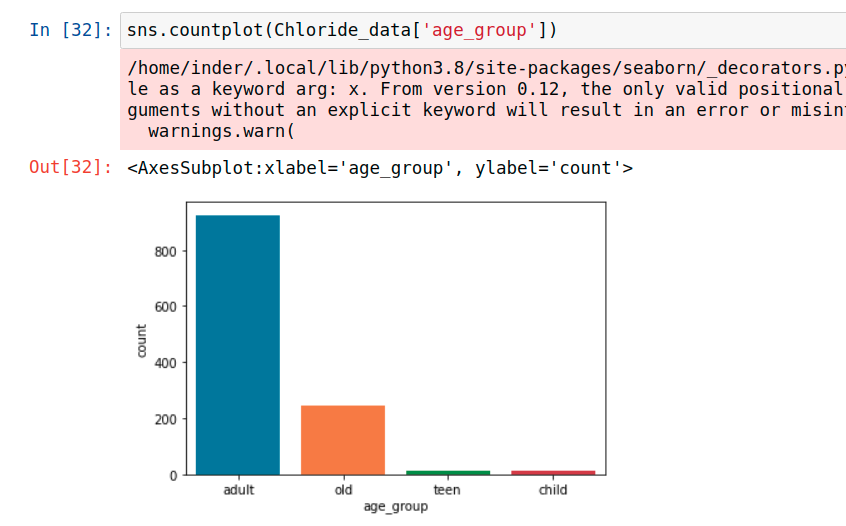 In [32]: sns.countplot(Chloride_data['age_group'])
/home/inder/.local/lib/python3.8/site-packages/seaborn/_decorators.py
le as a keyword arg: x. From version 0.12, the only valid positional
guments without an explicit keyword will result in an error or misin
warnings.warn(
Out[32]: <AxesSubplot:xlabel='age_group', ylabel='count'>
800
600
400
200
0
count
adult old teen child
age_group